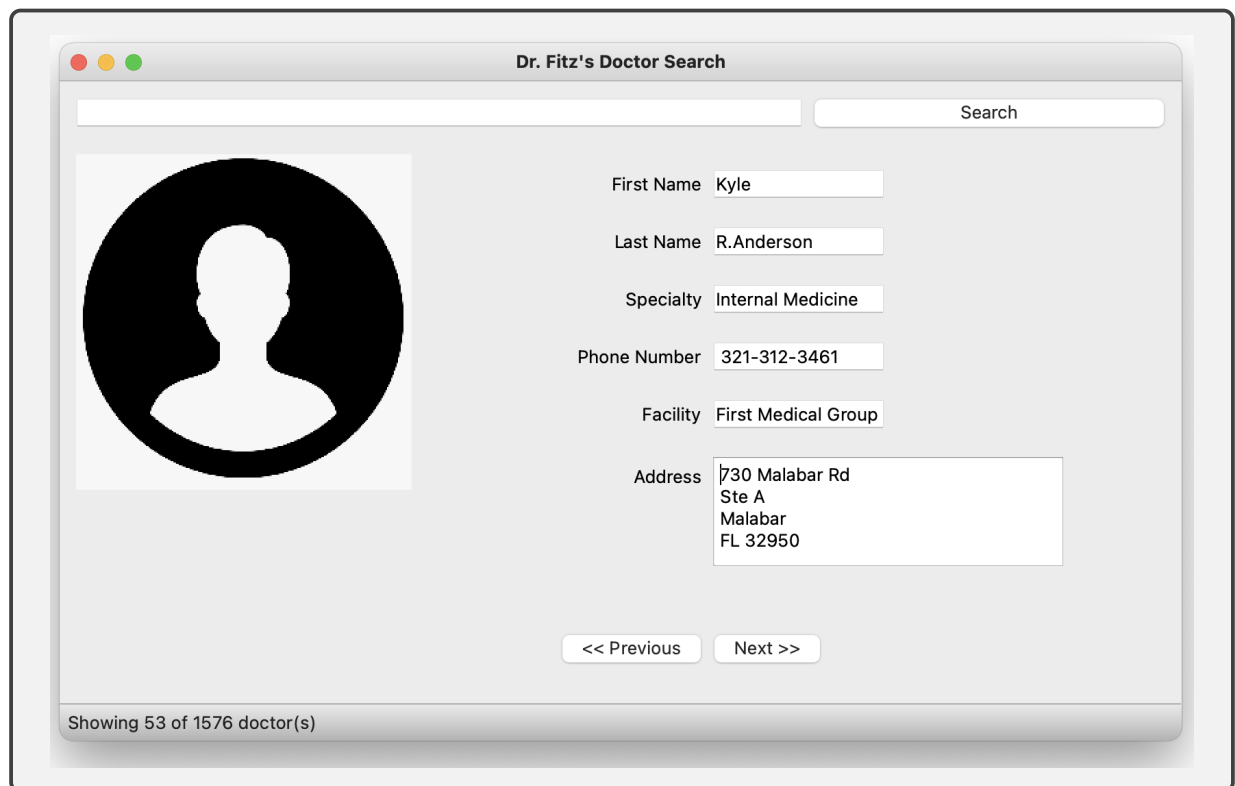 Dr. Fitz's Doctor Search
Search
First Name Kyle
Last Name R.Anderson
Specialty Internal Medicine
Phone Number 321-312-3461
Facility First Medical Group
Address 730 Malabar Rd
Ste A
Malabar
FL 32950
<< Previous Next >>
Showing 53 of 1576 doctor(s)